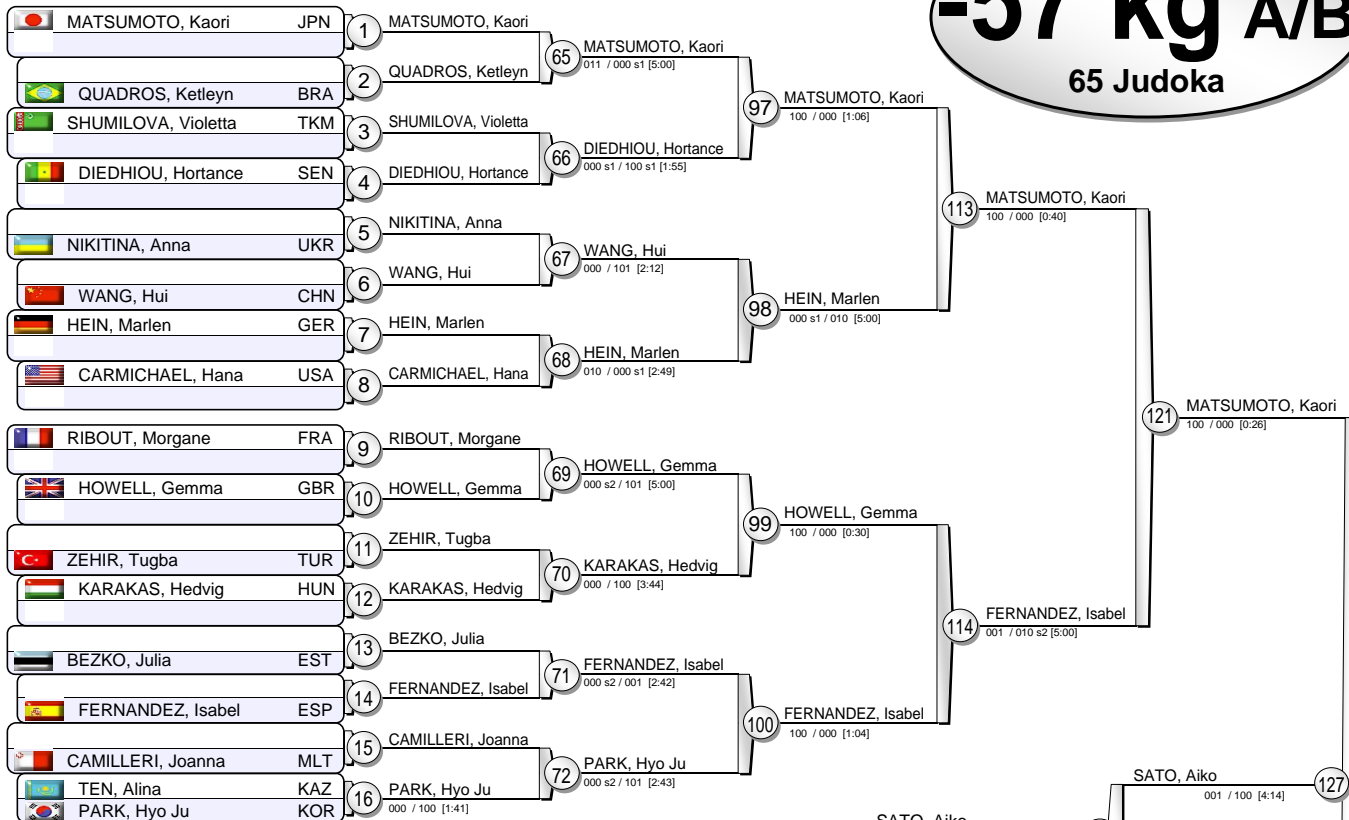 -57 kg A/B
65 Judoka
MATSUMOTO, Kaori JPN
QUADROS, Ketleyn BRA
SHUMILOVA, Violetta TKM
DIEDHIOU, Hortance SEN
NIKITINA, Anna UKR
WANG, Hui CHN
HEIN, Marlen GER
CARMICHAEL, Hana USA
RIBOUT, Morgane FRA
HOWELL, Gemma GBR
ZEHIR, Tugba TUR
KARAKAS, Hedvig HUN
BEZKO, Julia EST
FERNANDEZ, Isabel ESP
CAMILLERI, Joanna MLT
TEN, Alina KAZ
PARK, Hyo Ju KOR
1 MATSUMOTO, Kaori
2 QUADROS, Ketleyn
3 SHUMILOVA, Violetta
4 DIEDHIOU, Hortance
5 NIKITINA, Anna
6 WANG, Hui
7 HEIN, Marlen
8 CARMICHAEL, Hana
9 RIBOUT, Morgane
10 HOWELL, Gemma
11 ZEHIR, Tugba
12 KARAKAS, Hedvig
13 BEZKO, Julia
14 FERNANDEZ, Isabel
15 CAMILLERI, Joanna
16 PARK, Hyo Ju
000 / 100 [1:41]
65 MATSUMOTO, Kaori
011 / 000 s1 [5:00]
66 DIEDHIOU, Hortance
000 s1 / 100 s1 [1:55]
67 WANG, Hui
000 / 101 [2:12]
68 HEIN, Marlen
010 / 000 s1 [2:49]
69 HOWELL, Gemma
000 s2 / 101 [5:00]
70 KARAKAS, Hedvig
000 / 100 [3:44]
71 FERNANDEZ, Isabel
000 s2 / 001 [2:42]
72 PARK, Hyo Ju
000 s2 / 101 [2:43]
97 MATSUMOTO, Kaori
100 / 000 [1:06]
98 HEIN, Marlen
000 s1 / 010 [5:00]
99 HOWELL, Gemma
100 / 000 [0:30]
100 FERNANDEZ, Isabel
100 / 000 [1:04]
113 MATSUMOTO, Kaori
100 / 000 [0:40]
114 FERNANDEZ, Isabel
001 / 010 s2 [5:00]
121 MATSUMOTO, Kaori
100 / 000 [0:26]
SATO, Aiko
127
001 / 100 [4:14]
SATO, Aiko